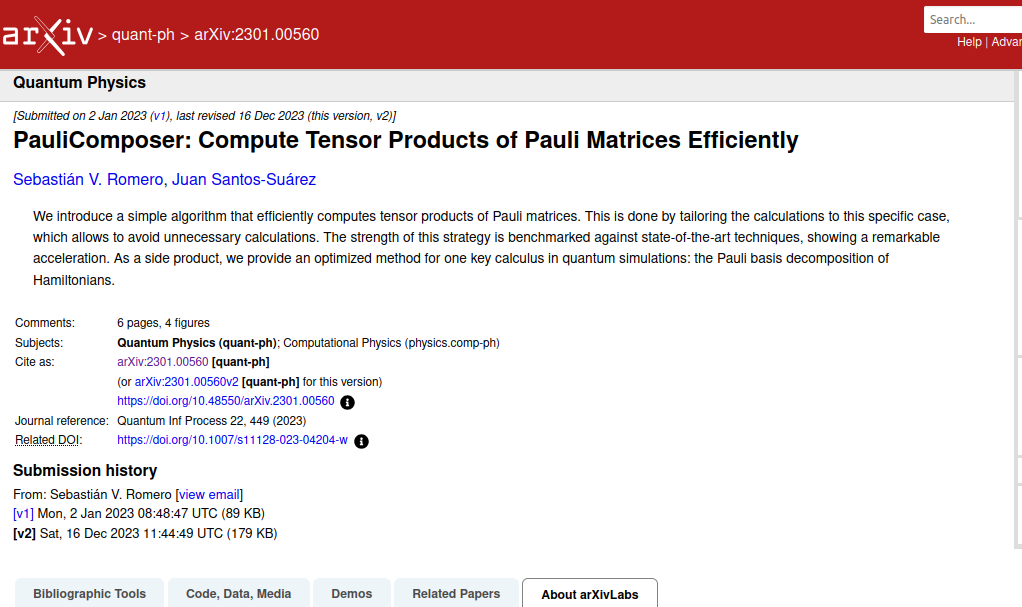 arXiv > quant-ph > arXiv:2301.00560
Search...
Help | Advan
Quantum Physics
[Submitted on 2 Jan 2023 (v1), last revised 16 Dec 2023 (this version, v2)]
PauliComposer: Compute Tensor Products of Pauli Matrices Efficiently
Sebastián V. Romero, Juan Santos-Suárez
We introduce a simple algorithm that efficiently computes tensor products of Pauli matrices. This is done by tailoring the calculations to this specific case,
which allows to avoid unnecessary calculations. The strength of this strategy is benchmarked against state-of-the-art techniques, showing a remarkable
acceleration. As a side product, we provide an optimized method for one key calculus in quantum simulations: the Pauli basis decomposition of
Hamiltonians.
Comments: 6 pages, 4 figures
Subjects: Quantum Physics (quant-ph); Computational Physics (physics.comp-ph)
Cite as: arXiv:2301.00560 [quant-ph]
(or arXiv:2301.00560v2 [quant-ph] for this version)
https://doi.org/10.48550/arXiv.2301.00560
Journal reference: Quantum Inf Process 22, 449 (2023)
Related DOI: https://doi.org/10.1007/s11128-023-04204-w
Submission history
From: Sebastián V. Romero [view email]
[v1] Mon, 2 Jan 2023 08:48:47 UTC (89 KB)
[v2] Sat, 16 Dec 2023 11:44:49 UTC (179 KB)
Bibliographic Tools Code, Data, Media Demos Related Papers About arXivLabs